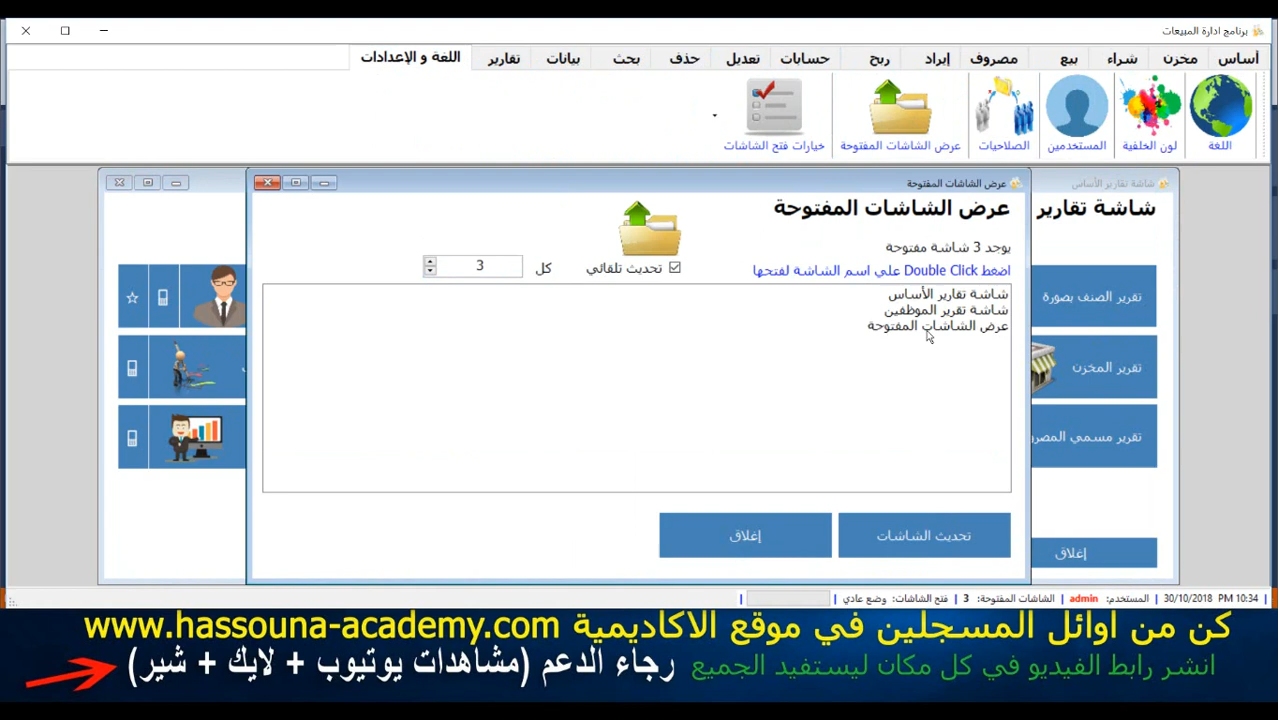 برنامج ادارة المبيعات
أساس مخزن شراء بيع مصروف إيراد ربح حسابات تعديل حذف بحث بيانات تقارير اللغة و الإعدادات
اللغة لون الخلفية المستخدمين الصلاحيات عرض الشاشات المفتوحة خيارات فتح الشاشات
شاشة تقارير الأساس
شاشة تقارير
تقرير الصنف بصورة
تقرير المخزن
تقرير مسمي المصرو
إغلاق
عرض الشاشات المفتوحة
عرض الشاشات المفتوحة
يوجد 3 شاشة مفتوحة
اضغط Double Click علي اسم الشاشة لفتحها
تحديث تلقائي كل 3
شاشة تقارير الأساس
شاشة تقرير الموظفين
عرض الشاشات المفتوحة
تحديث الشاشات إغلاق
30/10/2018 10:34 PM | المستخدم: admin | الشاشات المفتوحة: 3 | فتح الشاشات: وضع عادي |
كن من اوائل المسجلين في موقع الاكاديمية www.hassouna-academy.com
انشر رابط الفيديو في كل مكان ليستفيد الجميع رجاء الدعم (مشاهدات يوتيوب + لايك + شير)